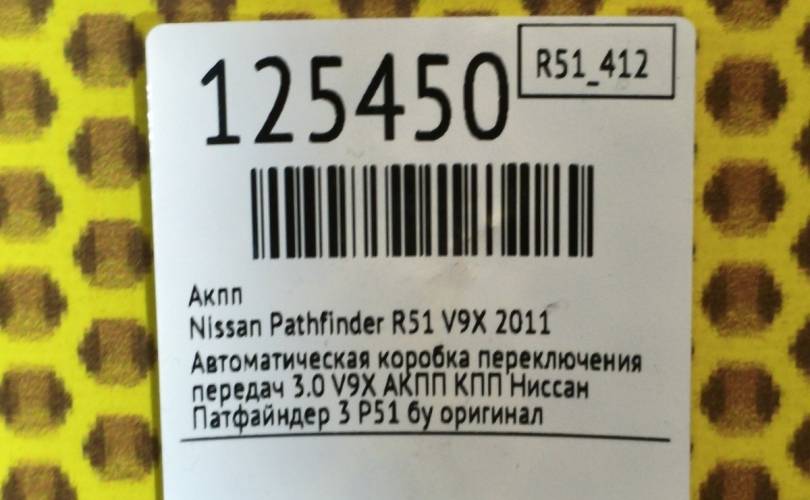 125450
R51_412
Акпп
Nissan Pathfinder R51 V9X 2011
Автоматическая коробка переключения
передач 3.0 V9X АКПП КПП Ниссан
Патфайндер 3 Р51 бу оригинал